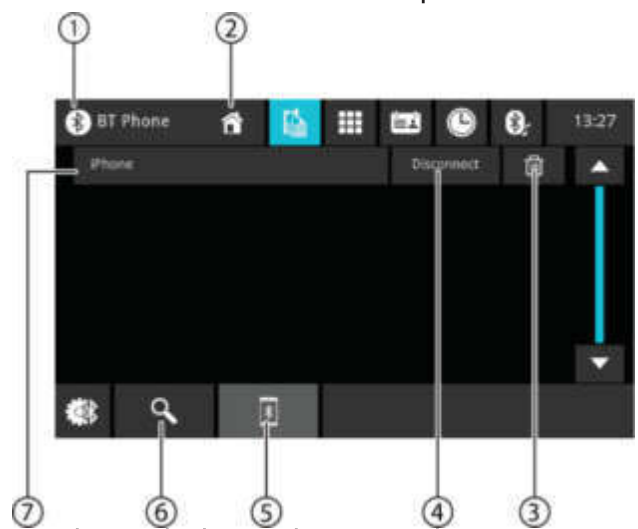 ① ②
BT Phone 13:27
iPhone Disconnect
⑦ ⑥ ⑤ ④ ③